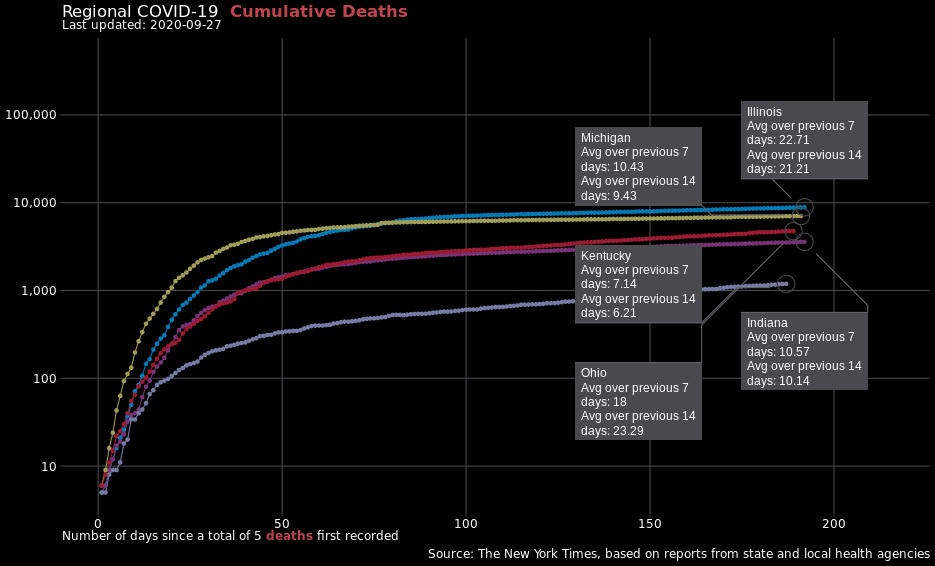 Regional COVID-19 Cumulative Deaths
Last updated: 2020-09-27
100,000
10,000
1,000
100
10
Illinois
Avg over previous 7
days: 22.71
Avg over previous 14
days: 21.21
Michigan
Avg over previous 7
days: 10.43
Avg over previous 14
days: 9.43
Kentucky
Avg over previous 7
days: 7.14
Avg over previous 14
days: 6.21
Indiana
Avg over previous 7
days: 10.57
Avg over previous 14
days: 10.14
Ohio
Avg over previous 7
days: 18
Avg over previous 14
days: 23.29
0 50 100 150 200
Number of days since a total of 5 deaths first recorded
Source: The New York Times, based on reports from state and local health agencies